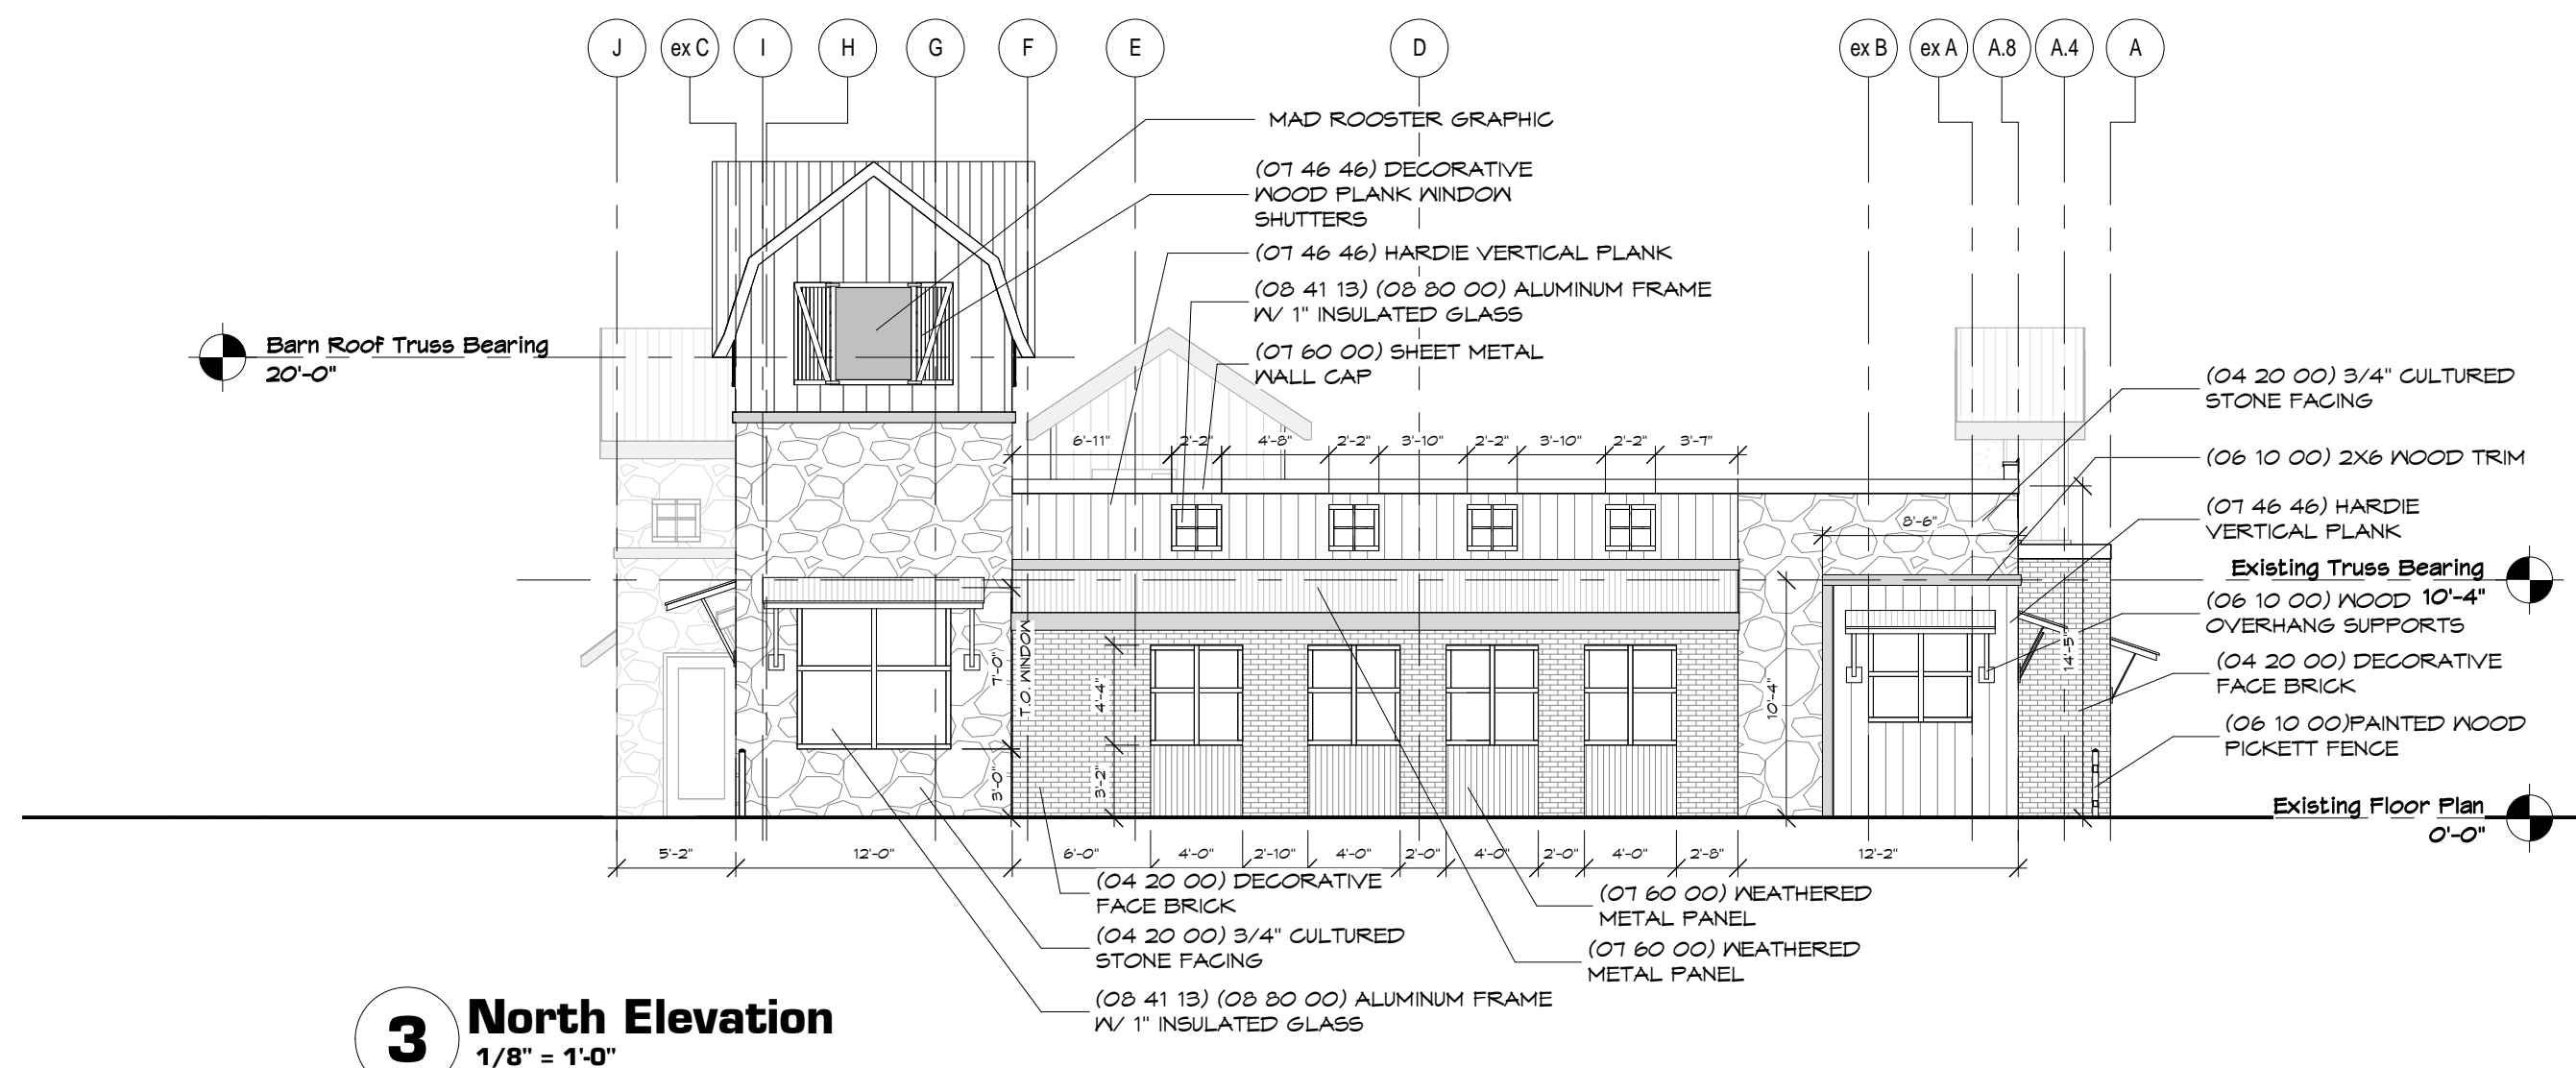 J
ex C
I
H
G
F
E
D
ex B
ex A
A.8
A.4
A
MAD ROOSTER GRAPHIC
(07 46 46) DECORATIVE
WOOD PLANK WINDOW
SHUTTERS
(07 46 46) HARDIE VERTICAL PLANK
(08 41 13) (08 80 00) ALUMINUM FRAME
W/ 1" INSULATED GLASS
(07 60 00) SHEET METAL
WALL CAP
Barn Roof Truss Bearing
20'-0"
(04 20 00) 3/4" CULTURED
STONE FACING
(06 10 00) 2X6 WOOD TRIM
(07 46 46) HARDIE
VERTICAL PLANK
Existing Truss Bearing
10'-4"
(06 10 00) WOOD
OVERHANG SUPPORTS
(04 20 00) DECORATIVE
FACE BRICK
(06 10 00)PAINTED WOOD
PICKETT FENCE
Existing Floor Plan
0'-0"
6'-11"
2'-2"
4'-8"
2'-2"
3'-10"
2'-2"
3'-10"
2'-2"
3'-7"
8'-6"
14'-5"
10'-4"
7'-0"
T.O. WINDOW
3'-0"
4'-4"
3'-2"
5'-2"
12'-0"
6'-0"
4'-0"
2'-10"
4'-0"
2'-0"
4'-0"
2'-0"
4'-0"
2'-8"
12'-2"
(04 20 00) DECORATIVE
FACE BRICK
(04 20 00) 3/4" CULTURED
STONE FACING
(08 41 13) (08 80 00) ALUMINUM FRAME
W/ 1" INSULATED GLASS
(07 60 00) WEATHERED
METAL PANEL
(07 60 00) WEATHERED
METAL PANEL
3
North Elevation
1/8" = 1'-0"